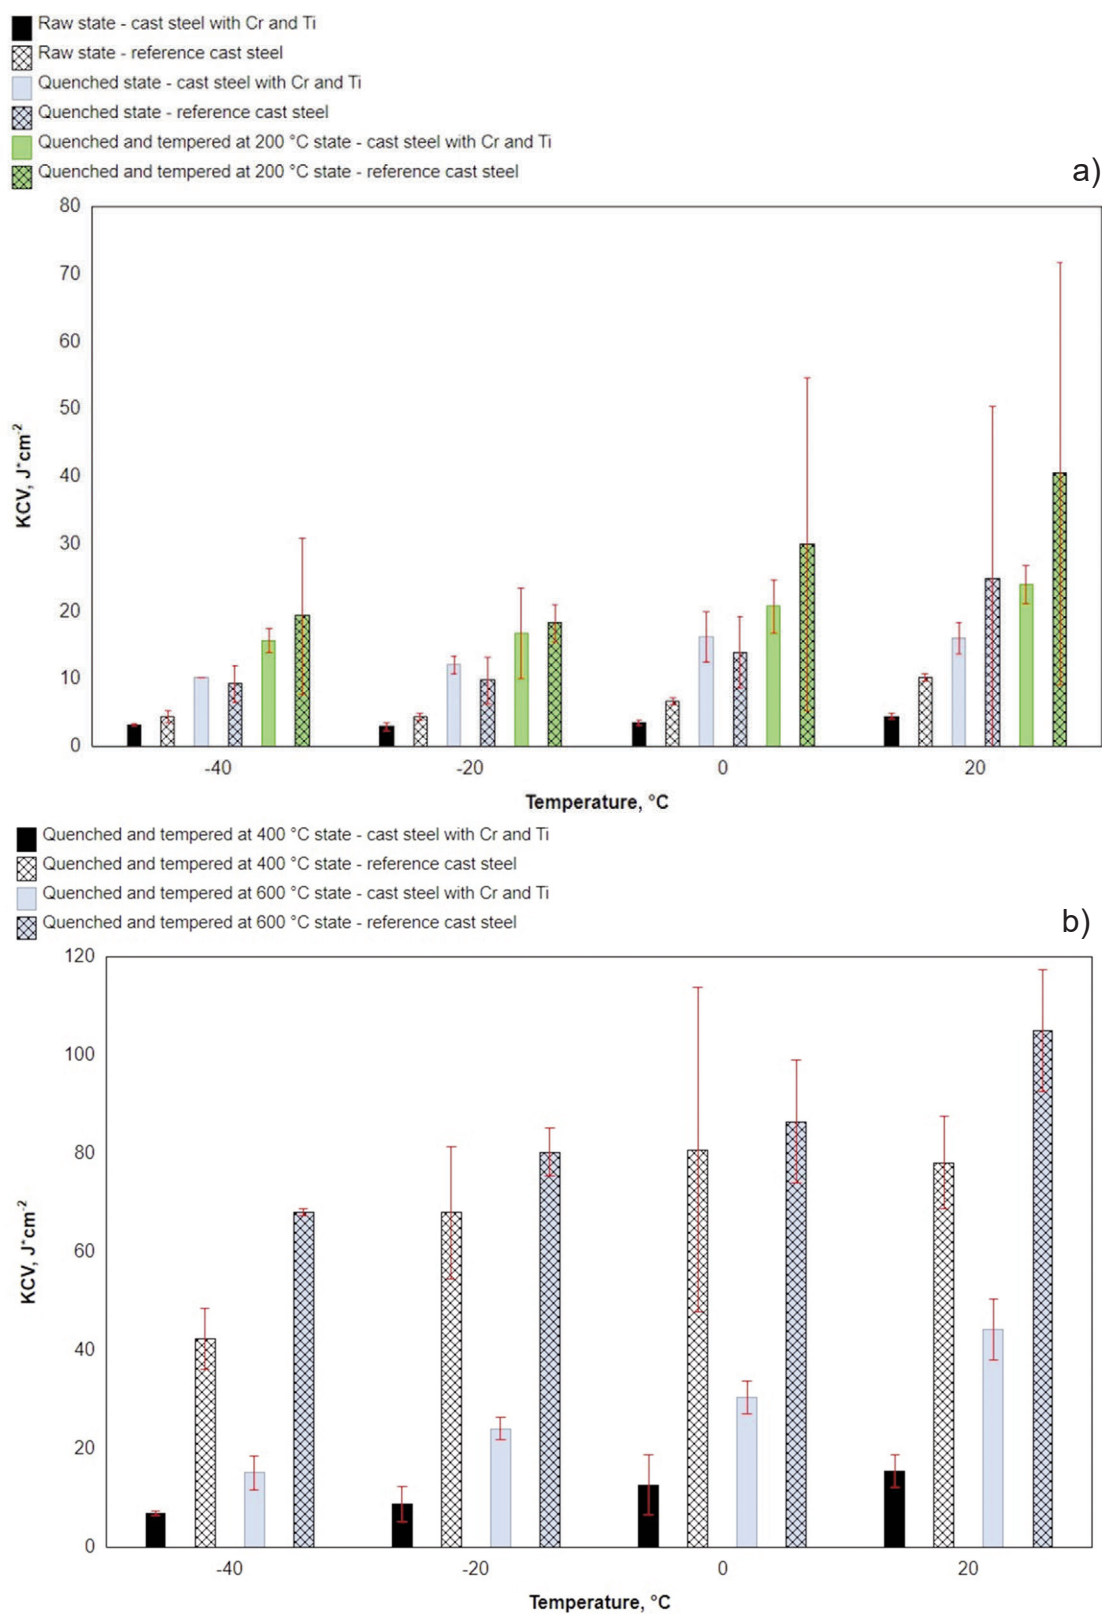 Raw state - cast steel with Cr and Ti
Raw state - reference cast steel
Quenched state - cast steel with Cr and Ti
Quenched state - reference cast steel
Quenched and tempered at 200 °C state - cast steel with Cr and Ti
Quenched and tempered at 200 °C state - reference cast steel
a)
80
70
60
50
40
30
20
10
0
KCV, J*cm-2
-40 -20 0 20
Temperature, °C
Quenched and tempered at 400 °C state - cast steel with Cr and Ti
Quenched and tempered at 400 °C state - reference cast steel
Quenched and tempered at 600 °C state - cast steel with Cr and Ti
Quenched and tempered at 600 °C state - reference cast steel
b)
120
100
80
60
40
20
0
KCV, J*cm-2
-40 -20 0 20
Temperature, °C